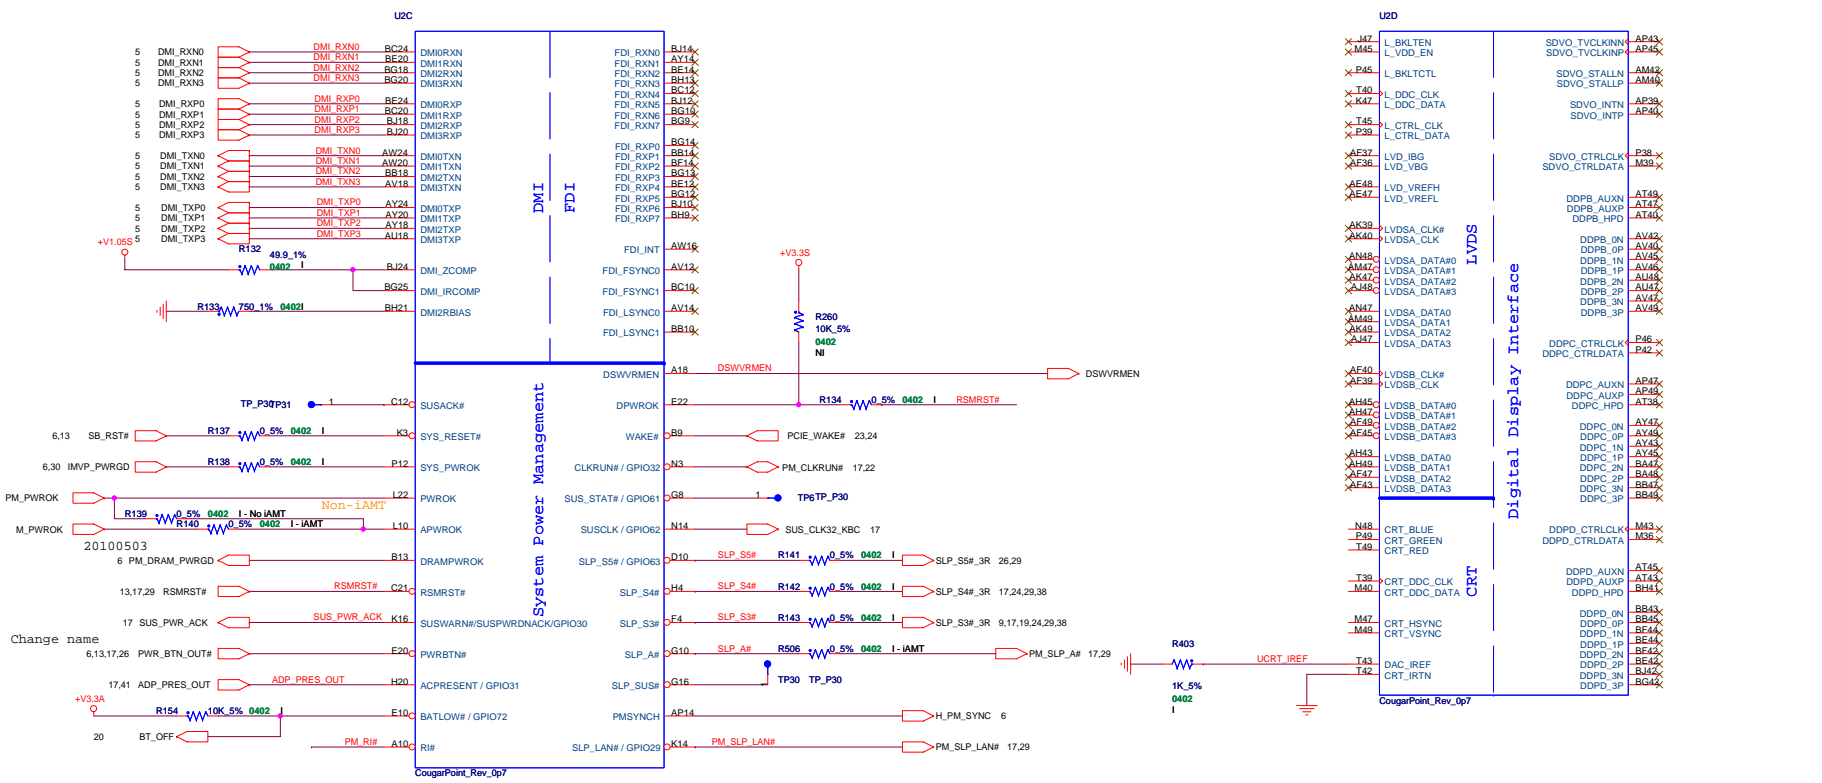 U2C
5 DMI_RXN0 DMI_RXN0 BC24 DMI0RXN
5 DMI_RXN1 DMI_RXN1 BE20 DMI1RXN
5 DMI_RXN2 DMI_RXN2 BG18 DMI2RXN
5 DMI_RXN3 DMI_RXN3 BG20 DMI3RXN
5 DMI_RXP0 DMI_RXP0 BE24 DMI0RXP
5 DMI_RXP1 DMI_RXP1 BC20 DMI1RXP
5 DMI_RXP2 DMI_RXP2 BJ18 DMI2RXP
5 DMI_RXP3 DMI_RXP3 BJ20 DMI3RXP
5 DMI_TXN0 DMI_TXN0 AW24 DMI0TXN
5 DMI_TXN1 DMI_TXN1 AW20 DMI1TXN
5 DMI_TXN2 DMI_TXN2 BB18 DMI2TXN
5 DMI_TXN3 DMI_TXN3 AV18 DMI3TXN
5 DMI_TXP0 DMI_TXP0 AY24 DMI0TXP
5 DMI_TXP1 DMI_TXP1 AY20 DMI1TXP
5 DMI_TXP2 DMI_TXP2 AY18 DMI2TXP
5 DMI_TXP3 DMI_TXP3 AU18 DMI3TXP
+V1.05S
R132
49.9_1%
0402 I
BJ24 DMI_ZCOMP
BG25 DMI_IRCOMP
R133 750_1% 0402 I BH21 DMI2RBIAS
DMI
FDI
FDI_RXN0 BJ14
FDI_RXN1 AY14
FDI_RXN2 BE14
FDI_RXN3 BH13
FDI_RXN4 BC12
FDI_RXN5 BJ12
FDI_RXN6 BG10
FDI_RXN7 BG9
FDI_RXP0 BG14
FDI_RXP1 BB14
FDI_RXP2 BF14
FDI_RXP3 BG13
FDI_RXP4 BE12
FDI_RXP5 BG12
FDI_RXP6 BJ10
FDI_RXP7 BH9
FDI_INT AW16
FDI_FSYNC0 AV12
FDI_FSYNC1 BC10
FDI_LSYNC0 AV14
FDI_LSYNC1 BB10
+V3.3S
R260
10K_5%
0402
NI
System Power Management
TP_P30 TP31 1 C12 SUSACK#
6,13 SB_RST# R137 0_5% 0402 I K3 SYS_RESET#
6,30 IMVP_PWRGD R138 0_5% 0402 I P12 SYS_PWROK
PM_PWROK L22 PWROK
Non-iAMT
R139 0_5% 0402 I - No iAMT
M_PWROK R140 0_5% 0402 I - iAMT L10 APWROK
20100503
6 PM_DRAM_PWRGD B13 DRAMPWROK
13,17,29 RSMRST# RSMRST# C21 RSMRST#
17 SUS_PWR_ACK SUS_PWR_ACK K16 SUSWARN#/SUSPWRDNACK/GPIO30
Change name
6,13,17,26 PWR_BTN_OUT# E20 PWRBTN#
17,41 ADP_PRES_OUT ADP_PRES_OUT H20 ACPRESENT / GPIO31
+V3.3A
R154 10K_5% 0402 I E10 BATLOW# / GPIO72
20 BT_OFF
PM_RI# A10 RI#
DSWVRMEN A18 DSWVRMEN DSWVRMEN
DPWROK E22 R134 0_5% 0402 I RSMRST#
WAKE# B9 PCIE_WAKE# 23,24
CLKRUN# / GPIO32 N3 PM_CLKRUN# 17,22
SUS_STAT# / GPIO61 G8 1 TP6 TP_P30
SUSCLK / GPIO62 N14 SUS_CLK32_KBC 17
SLP_S5# / GPIO63 D10 SLP_S5# R141 0_5% 0402 I SLP_S5#_3R 26,29
SLP_S4# H4 SLP_S4# R142 0_5% 0402 I SLP_S4#_3R 17,24,29,38
SLP_S3# F4 SLP_S3# R143 0_5% 0402 I SLP_S3#_3R 9,17,19,24,29,38
SLP_A# G10 SLP_A# R506 0_5% 0402 I - iAMT PM_SLP_A# 17,29
SLP_SUS# G16 TP30 TP_P30
PMSYNCH AP14 H_PM_SYNC 6
SLP_LAN# / GPIO29 K14 PM_SLP_LAN# PM_SLP_LAN# 17,29
CougarPoint_Rev_0p7
U2D
J47 L_BKLTEN
M45 L_VDD_EN
P45 L_BKLTCTL
T40 L_DDC_CLK
K47 L_DDC_DATA
T45 L_CTRL_CLK
P39 L_CTRL_DATA
AF37 LVD_IBG
AF36 LVD_VBG
AE48 LVD_VREFH
AE47 LVD_VREFL
AK39 LVDSA_CLK#
AK40 LVDSA_CLK
AN48 LVDSA_DATA#0
AM47 LVDSA_DATA#1
AK47 LVDSA_DATA#2
AJ48 LVDSA_DATA#3
AN47 LVDSA_DATA0
AM49 LVDSA_DATA1
AK49 LVDSA_DATA2
AJ47 LVDSA_DATA3
AF40 LVDSB_CLK#
AF39 LVDSB_CLK
AH45 LVDSB_DATA#0
AH47 LVDSB_DATA#1
AF49 LVDSB_DATA#2
AF45 LVDSB_DATA#3
AH43 LVDSB_DATA0
AH49 LVDSB_DATA1
AF47 LVDSB_DATA2
AF43 LVDSB_DATA3
LVDS
Digital Display Interface
N48 CRT_BLUE
P49 CRT_GREEN
T49 CRT_RED
T39 CRT_DDC_CLK
M40 CRT_DDC_DATA
M47 CRT_HSYNC
M49 CRT_VSYNC
CRT
R403
1K_5%
0402
I
UCRT_IREF T43 DAC_IREF
T42 CRT_IRTN
SDVO_TVCLKINN AP43
SDVO_TVCLKINP AP45
SDVO_STALLN AM42
SDVO_STALLP AM40
SDVO_INTN AP39
SDVO_INTP AP40
SDVO_CTRLCLK P38
SDVO_CTRLDATA M39
DDPB_AUXN AT49
DDPB_AUXP AT47
DDPB_HPD AT40
DDPB_0N AV42
DDPB_0P AV40
DDPB_1N AV45
DDPB_1P AV46
DDPB_2N AU48
DDPB_2P AU47
DDPB_3N AV47
DDPB_3P AV49
DDPC_CTRLCLK P46
DDPC_CTRLDATA P42
DDPC_AUXN AP47
DDPC_AUXP AP49
DDPC_HPD AT38
DDPC_0N AY47
DDPC_0P AY49
DDPC_1N AY43
DDPC_1P AY45
DDPC_2N BA47
DDPC_2P BA48
DDPC_3N BB47
DDPC_3P BB49
DDPD_CTRLCLK M43
DDPD_CTRLDATA M36
DDPD_AUXN AT45
DDPD_AUXP AT43
DDPD_HPD BH41
DDPD_0N BB43
DDPD_0P BB45
DDPD_1N BF44
DDPD_1P BE44
DDPD_2N BF42
DDPD_2P BE42
DDPD_3N BJ42
DDPD_3P BG42
CougarPoint_Rev_0p7